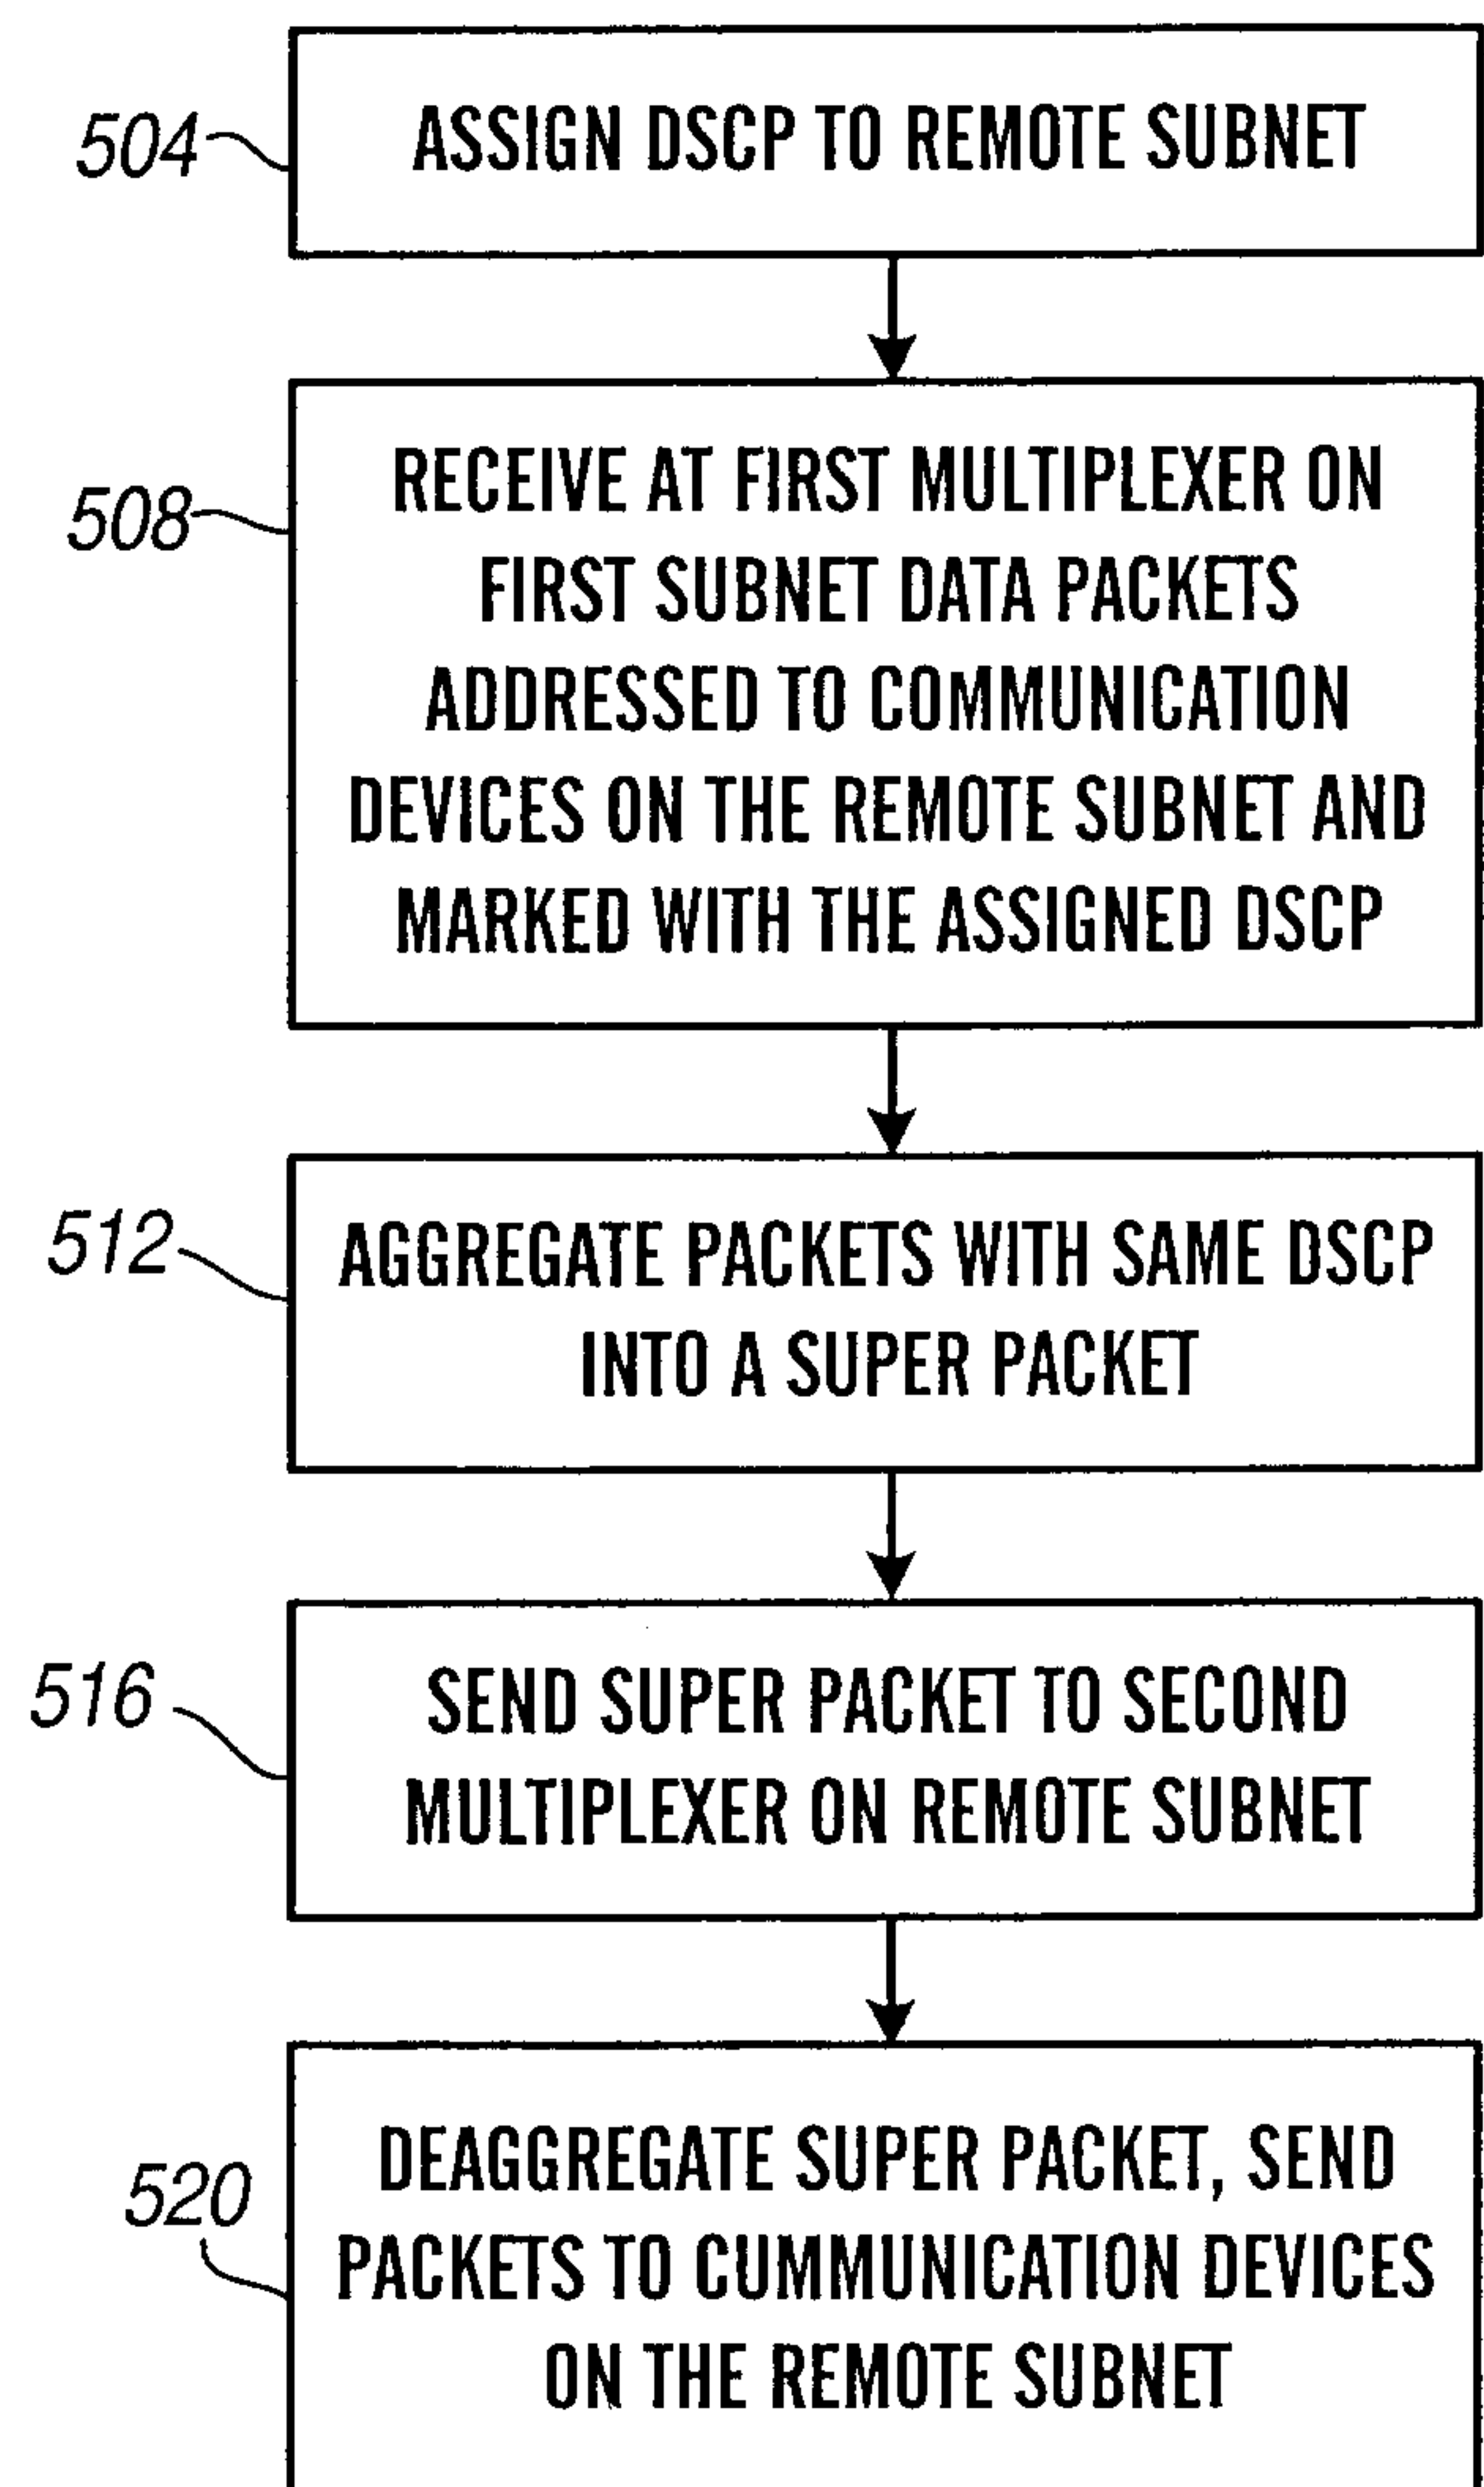 504
ASSIGN DSCP TO REMOTE SUBNET
508
RECEIVE AT FIRST MULTIPLEXER ON
FIRST SUBNET DATA PACKETS
ADDRESSED TO COMMUNICATION
DEVICES ON THE REMOTE SUBNET AND
MARKED WITH THE ASSIGNED DSCP
512
AGGREGATE PACKETS WITH SAME DSCP
INTO A SUPER PACKET
516
SEND SUPER PACKET TO SECOND
MULTIPLEXER ON REMOTE SUBNET
520
DEAGGREGATE SUPER PACKET, SEND
PACKETS TO CUMMUNICATION DEVICES
ON THE REMOTE SUBNET